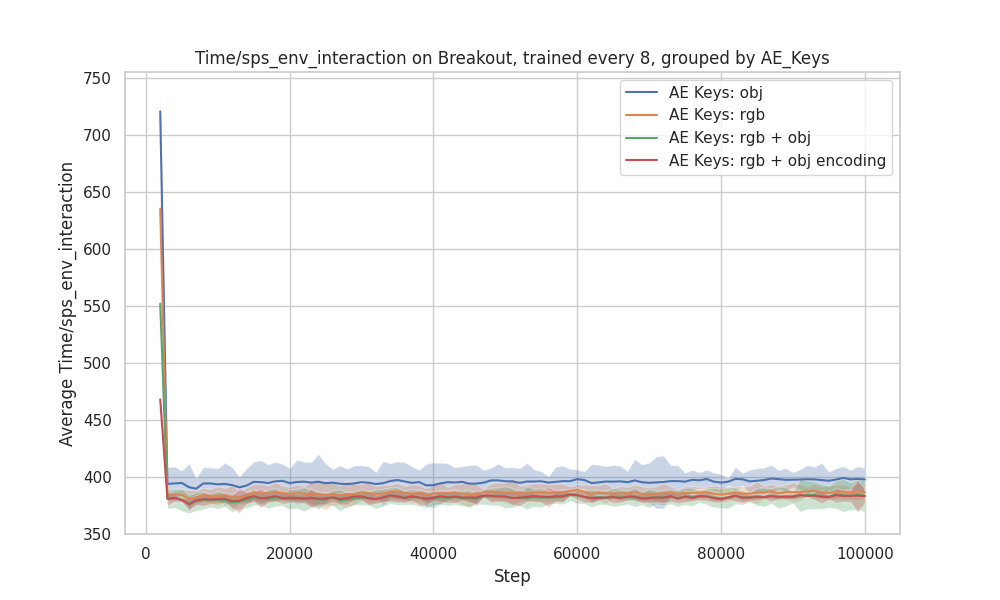 Time/sps_env_interaction on Breakout, trained every 8, grouped by AE_Keys
AE Keys: obj
AE Keys: rgb
AE Keys: rgb + obj
AE Keys: rgb + obj encoding
Average Time/sps_env_interaction
750
700
650
600
550
500
450
400
350
0 20000 40000 60000 80000 100000
Step